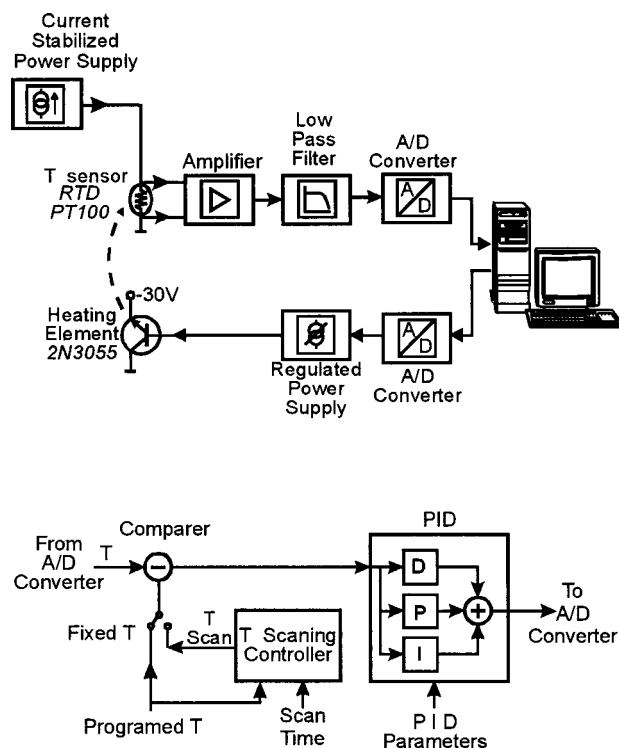 Current
Stabilized
Power Supply
T sensor
RTD
PT100
Amplifier
Low
Pass
Filter
A/D
Converter
A
D
-30V
Heating
Element
2N3055
Regulated
Power
Supply
A
D
A/D
Converter
From
A/D
Converter
T
Comparer
Fixed T
T
Scan
T Scaning
Controller
Programed T
Scan
Time
PID
D
P
I
P I D
Parameters
To
A/D
Converter